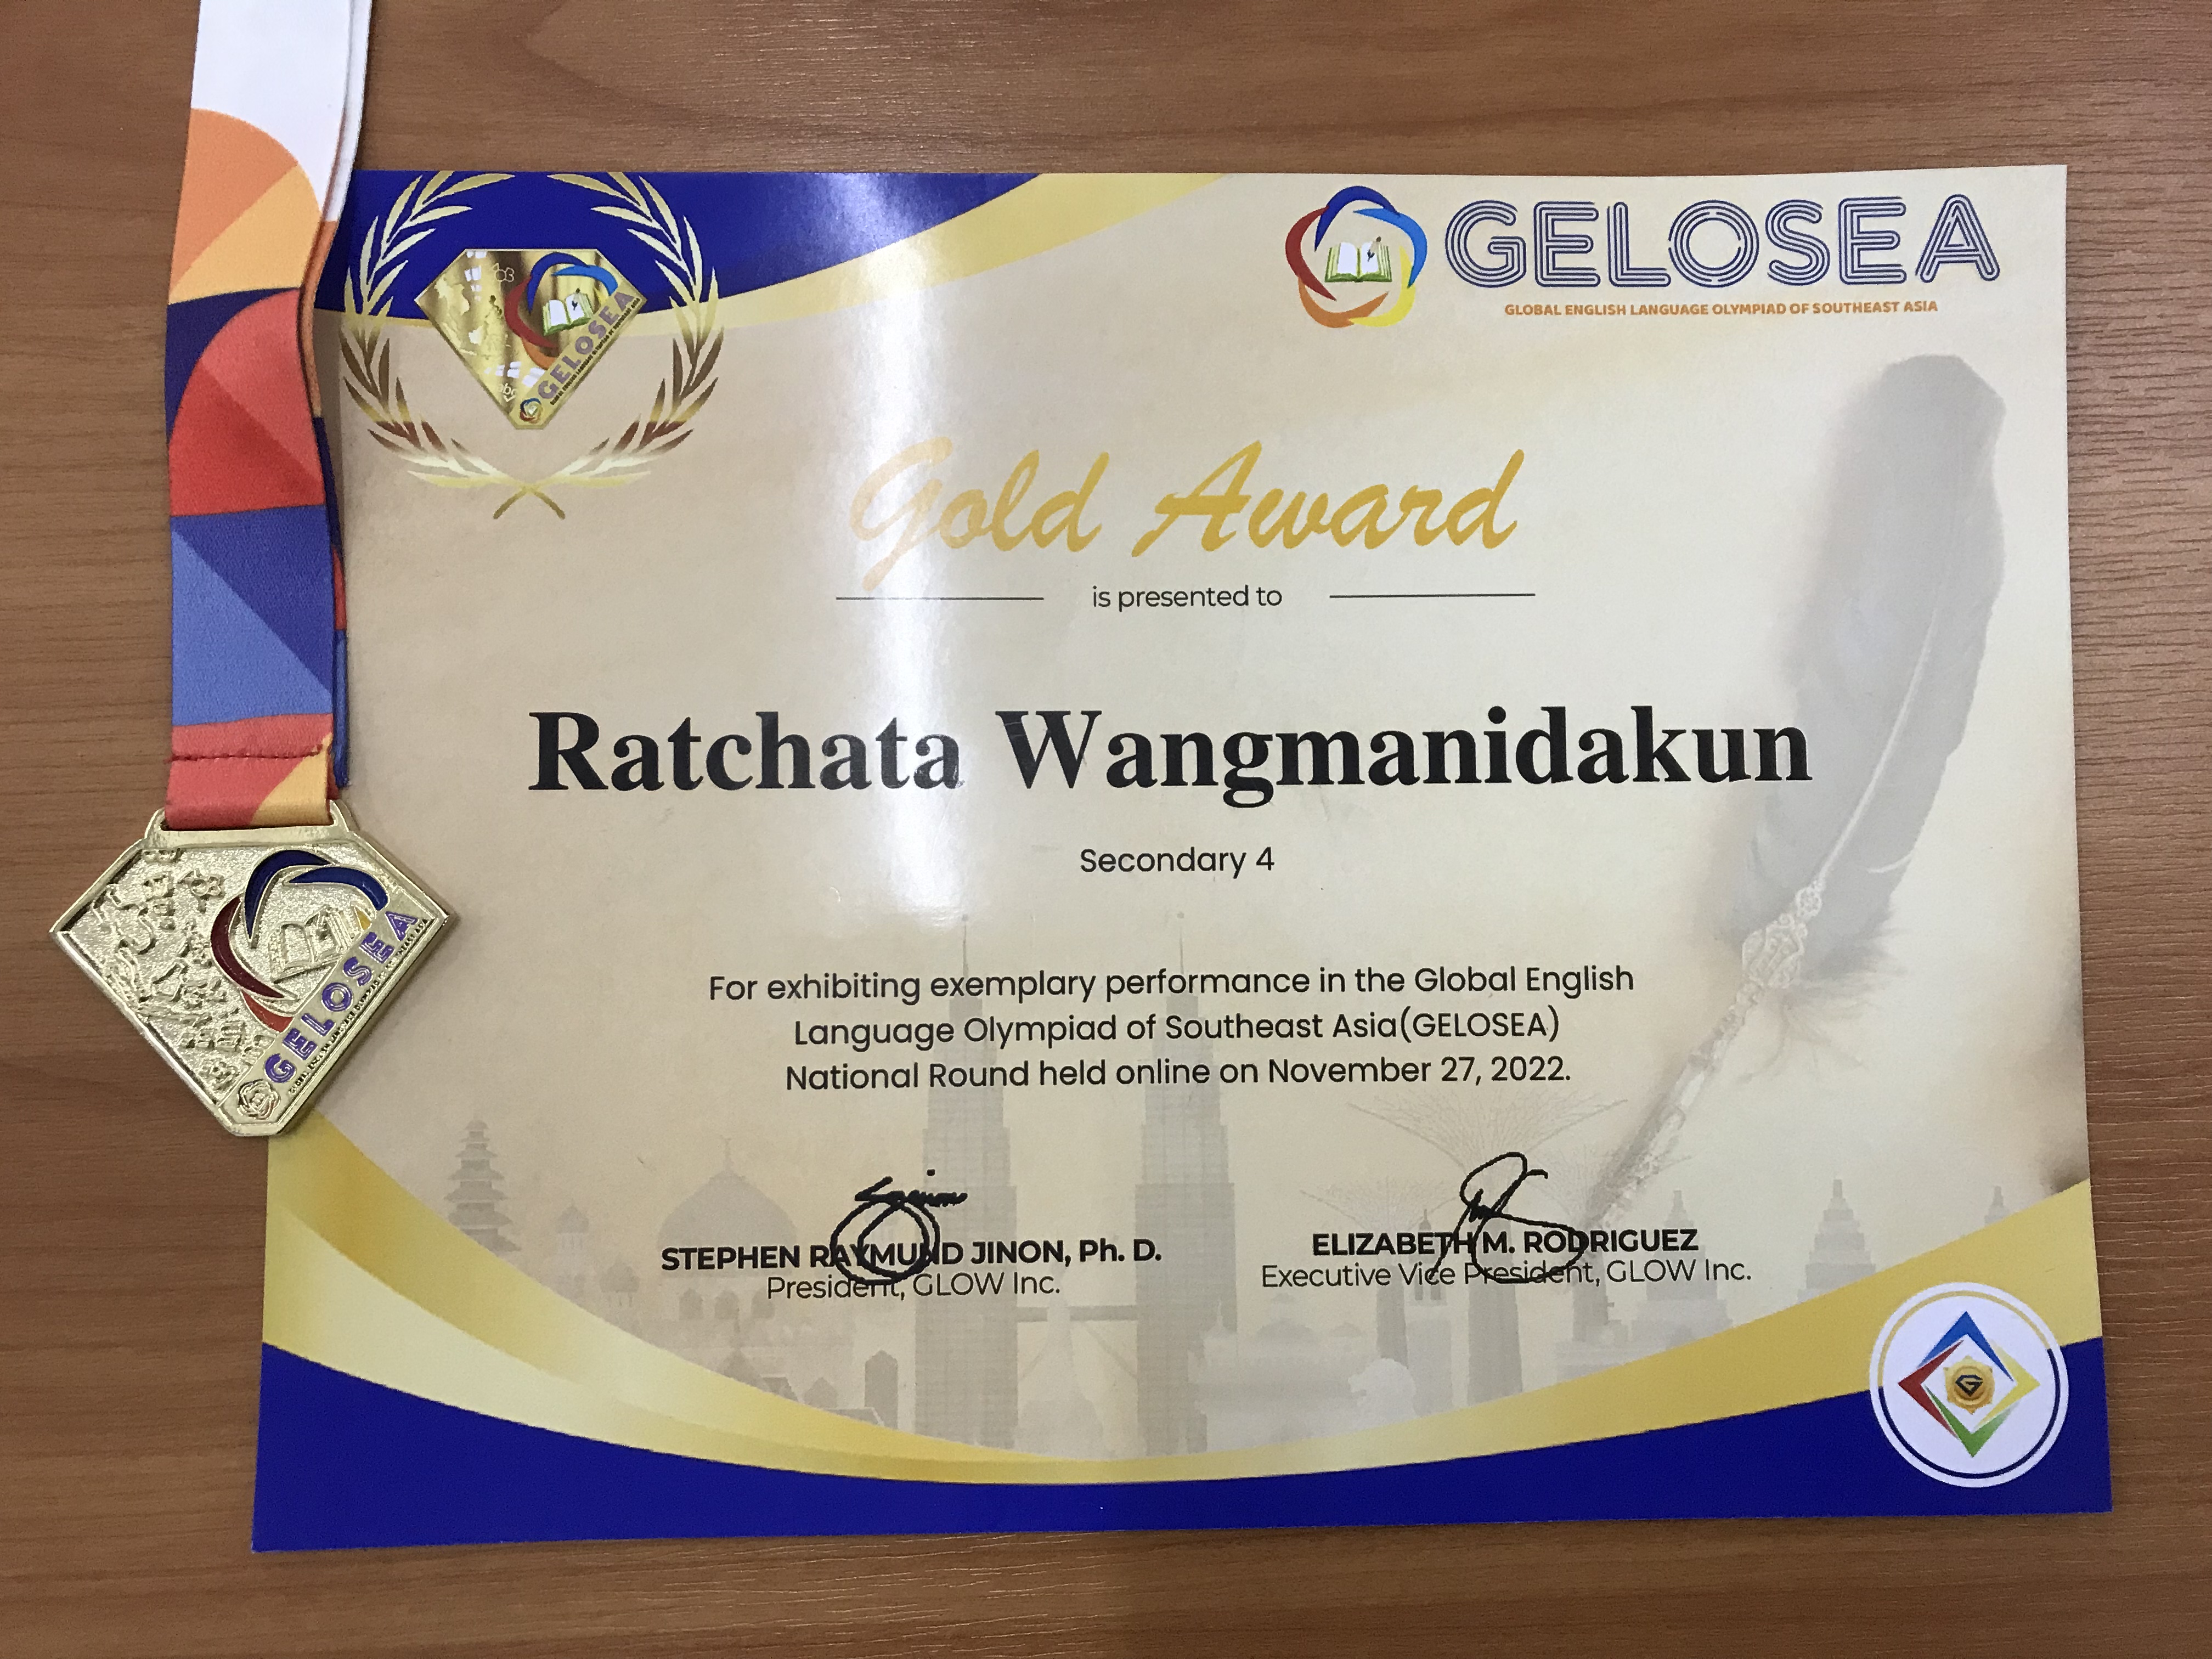 GELOSEA
GLOBAL ENGLISH LANGUAGE OLYMPIAD OF SOUTHEAST ASIA
GELOSEA
Gold Award
is presented to
Ratchata Wangmanidakun
Secondary 4
GELOSEA
For exhibiting exemplary performance in the Global English
Language Olympiad of Southeast Asia(GELOSEA)
National Round held online on November 27, 2022.
STEPHEN RAYMUND JINON, Ph. D.
President, GLOW Inc.
ELIZABETH M. RODRIGUEZ
Executive Vice President, GLOW Inc.